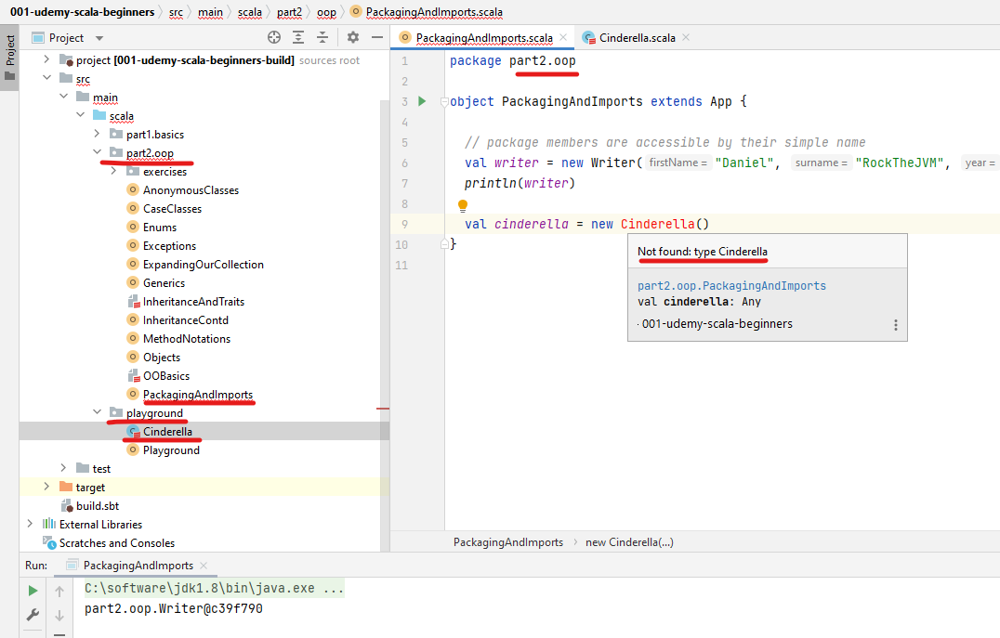 001-udemy-scala-beginners > src > main > scala > part2 > oop > PackagingAndImports.scala
Project
Project
PackagingAndImports.scala
Cinderella.scala
project [001-udemy-scala-beginners-build] sources root
src
main
scala
part1.basics
part2.oop
exercises
AnonymousClasses
CaseClasses
Enums
Exceptions
ExpandingOurCollection
Generics
InheritanceAndTraits
InheritanceContd
MethodNotations
Objects
OOBasics
PackagingAndImports
playground
Cinderella
Playground
test
target
build.sbt
External Libraries
Scratches and Consoles
1 package part2.oop
2
3 object PackagingAndImports extends App {
4
5 // package members are accessible by their simple name
6 val writer = new Writer( firstName = "Daniel", surname = "RockTheJVM", year =
7 println(writer)
8
9 val cinderella = new Cinderella()
10 }
11
Not found: type Cinderella
part2.oop.PackagingAndImports
val cinderella: Any
001-udemy-scala-beginners
PackagingAndImports > new Cinderella(...)
Run: PackagingAndImports
C:\software\jdk1.8\bin\java.exe ...
part2.oop.Writer@c39f790